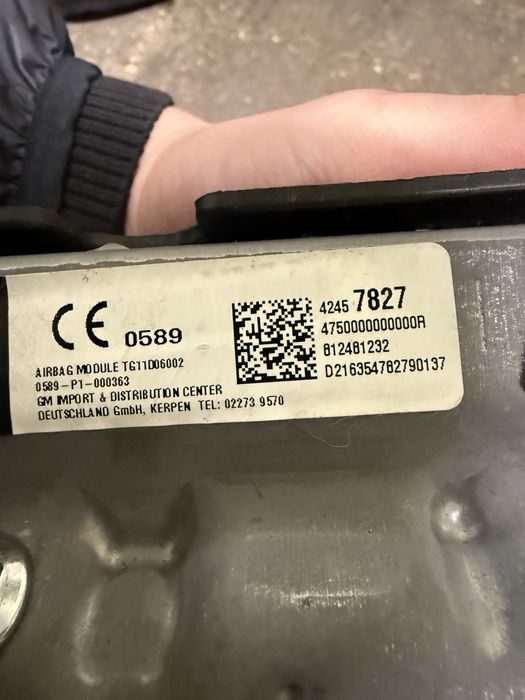 CE 0589
AIRBAG MODULE TG11D06002
0589-P1-000363
GM IMPORT & DISTRIBUTION CENTER
DEUTSCHLAND GmbH, KERPEN TEL: 02273 9570
4245 7827
4750000000000R
812481232
D216354782790137